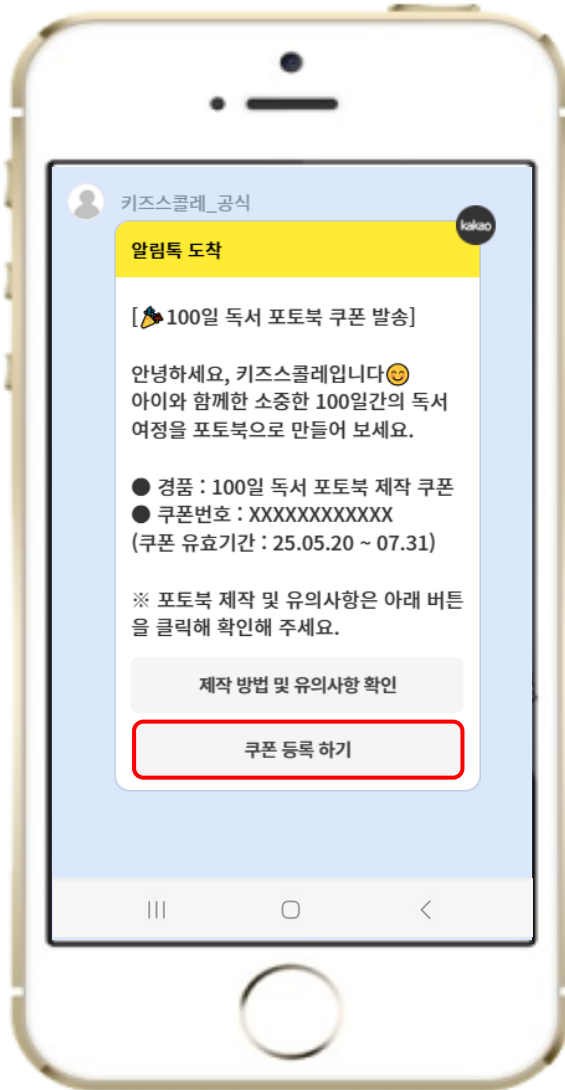 키즈스콜레_공식
kakao
알림톡 도착
[🎉100일 독서 포토북 쿠폰 발송]
안녕하세요, 키즈스콜레입니다😊
아이와 함께한 소중한 100일간의 독서
여정을 포토북으로 만들어 보세요.
● 경품 : 100일 독서 포토북 제작 쿠폰
● 쿠폰번호 : XXXXXXXXXXXX
(쿠폰 유효기간 : 25.05.20 ~ 07.31)
※ 포토북 제작 및 유의사항은 아래 버튼
을 클릭해 확인해 주세요.
제작 방법 및 유의사항 확인
쿠폰 등록 하기